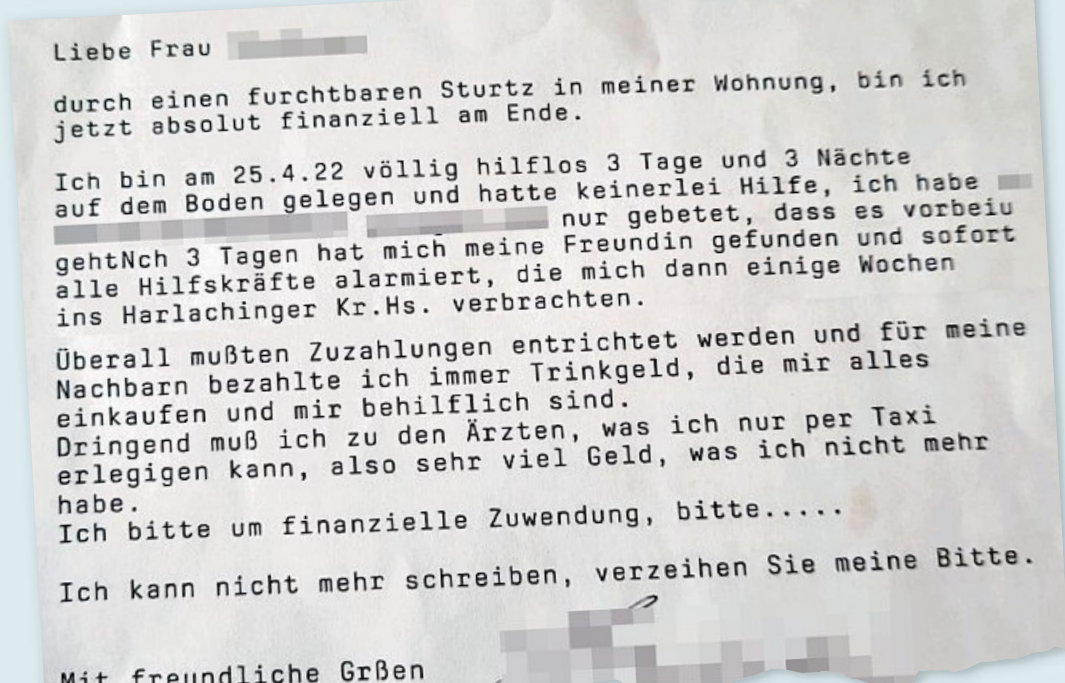 Liebe Frau
durch einen furchtbaren Sturtz in meiner Wohnung, bin ich
jetzt absolut finanziell am Ende.
Ich bin am 25.4.22 völlig hilflos 3 Tage und 3 Nächte
auf dem Boden gelegen und hatte keinerlei Hilfe, ich habe
nur gebetet, dass es vorbeiu
gehtNch 3 Tagen hat mich meine Freundin gefunden und sofort
alle Hilfskräfte alarmiert, die mich dann einige Wochen
ins Harlachinger Kr.Hs. verbrachten.
Überall mußten Zuzahlungen entrichtet werden und für meine
Nachbarn bezahlte ich immer Trinkgeld, die mir alles
einkaufen und mir behilflich sind.
Dringend muß ich zu den Ärzten, was ich nur per Taxi
erlegigen kann, also sehr viel Geld, was ich nicht mehr
habe.
Ich bitte um finanzielle Zuwendung, bitte.....
Ich kann nicht mehr schreiben, verzeihen Sie meine Bitte.
Mit freundliche Grßen